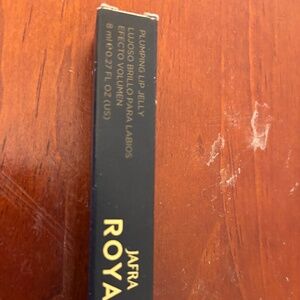 PLUMPING LIP JELLY
LUJOSO BRILLO PARA LABIOS
EFECTO VOLUMEN
8 ml ℮ 0.27 FL OZ (US)
JAFRA
ROYA